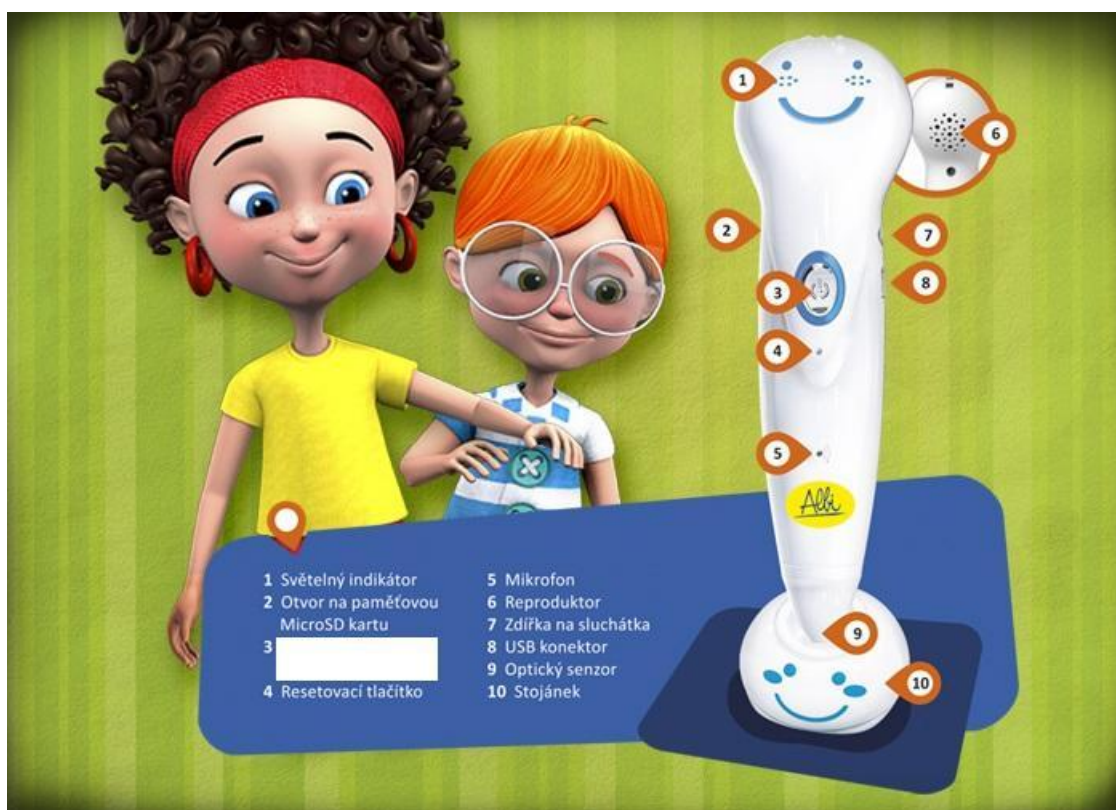 1
6
2
7
3
8
4
5
Albi
1 Světelný indikátor
2 Otvor na paměťovou
MicroSD kartu
3
4 Resetovací tlačítko
5 Mikrofon
6 Reproduktor
7 Zdířka na sluchátka
8 USB konektor
9 Optický senzor
10 Stojánek
9
10